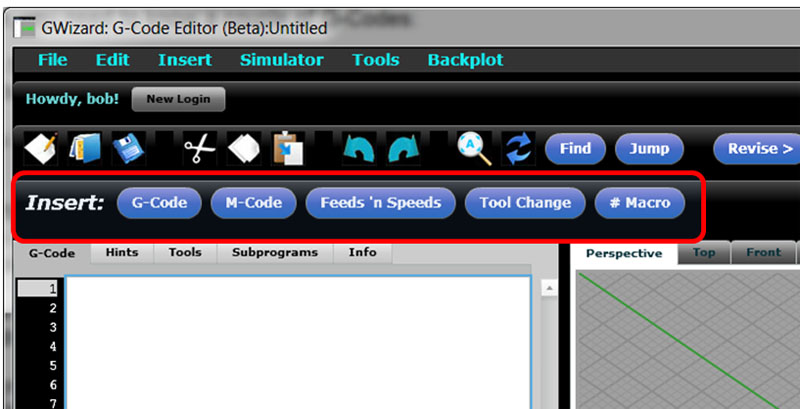 GWizard: G-Code Editor (Beta):Untitled
File Edit Insert Simulator Tools Backplot
Howdy, bob! New Login
A Find Jump Revise >
Insert: G-Code M-Code Feeds 'n Speeds Tool Change # Macro
G-Code Hints Tools Subprograms Info Perspective Top Front
1
2
3
4
5
6
7